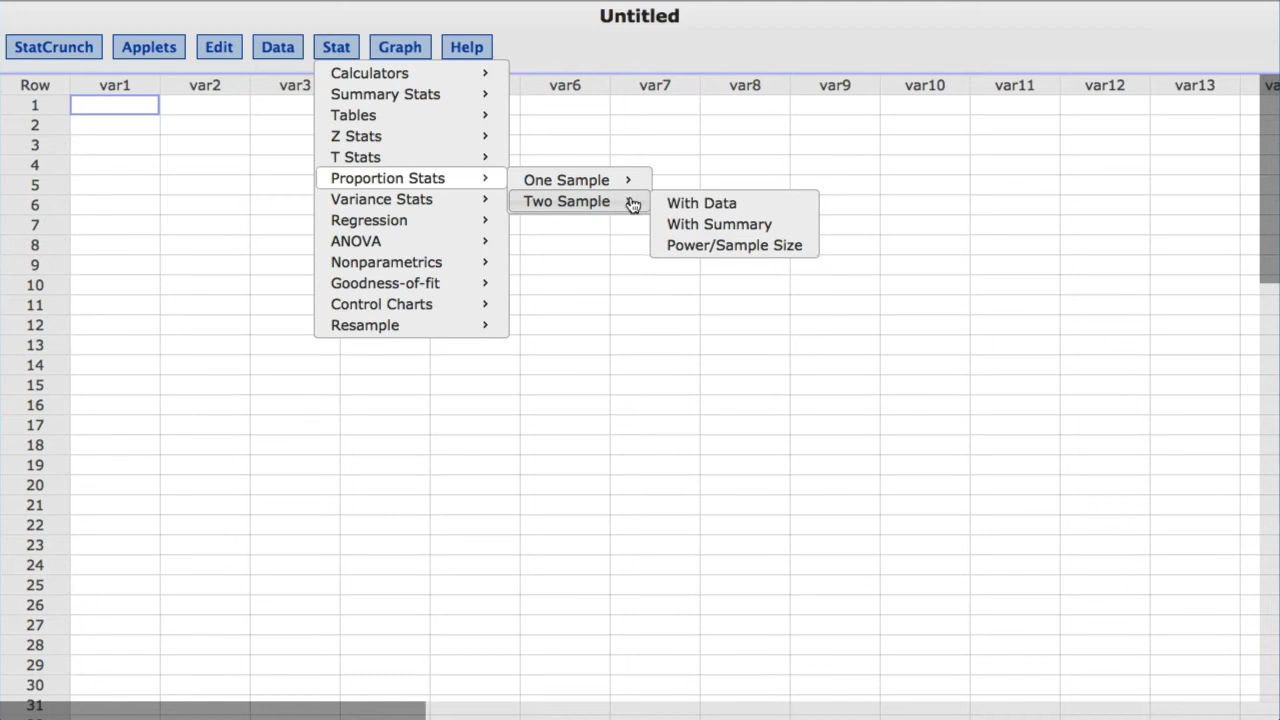 Untitled
StatCrunch Applets Edit Data Stat Graph Help
Row var1 var2 var3 var6 var7 var8 var9 var10 var11 var12 var13 va
Calculators
Summary Stats
Tables
Z Stats
T Stats
Proportion Stats
Variance Stats
Regression
ANOVA
Nonparametrics
Goodness-of-fit
Control Charts
Resample
One Sample
Two Sample
With Data
With Summary
Power/Sample Size
1
2
3
4
5
6
7
8
9
10
11
12
13
14
15
16
17
18
19
20
21
22
23
24
25
26
27
28
29
30
31